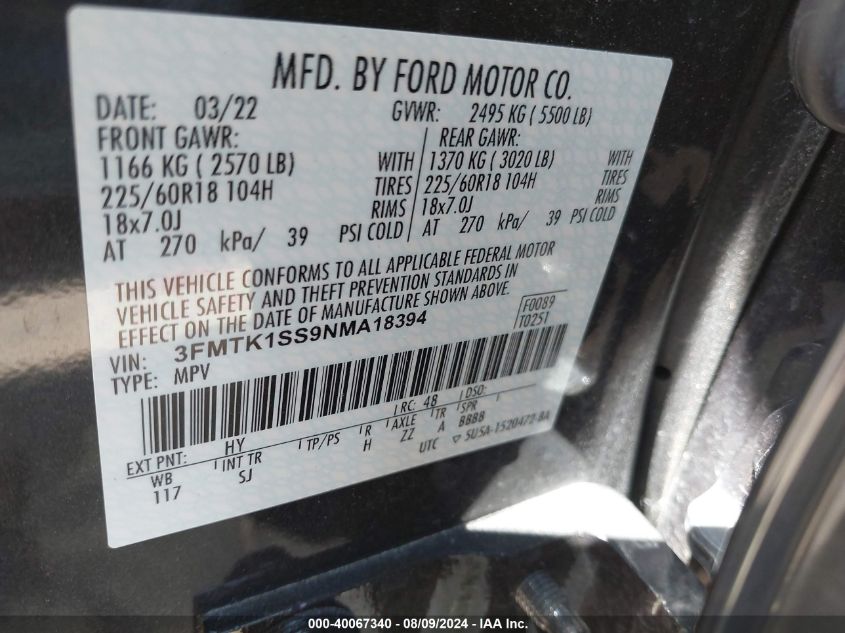 MFD. BY FORD MOTOR CO.
DATE: 03/22 GVWR: 2495 KG ( 5500 LB)
FRONT GAWR: REAR GAWR:
1166 KG ( 2570 LB) WITH 1370 KG ( 3020 LB) WITH
225/60R18 104H TIRES 225/60R18 104H TIRES
18x7.0J RIMS 18x7.0J RIMS
AT 270 kPa/ 39 PSI COLD AT 270 kPa/ 39 PSI COLD
THIS VEHICLE CONFORMS TO ALL APPLICABLE FEDERAL MOTOR
VEHICLE SAFETY AND THEFT PREVENTION STANDARDS IN
EFFECT ON THE DATE OF MANUFACTURE SHOWN ABOVE.
F0089
T0251
VIN: 3FMTK1SS9NMA18394
TYPE: MPV
EXT PNT: HY RC: 48 DSO:
WB INT TR TP/PS R AXLE TR SPR
117 SJ H ZZ A BBBB
UTC 5U5A-1520472-BA
000-40067340 - 08/09/2024 - IAA Inc.